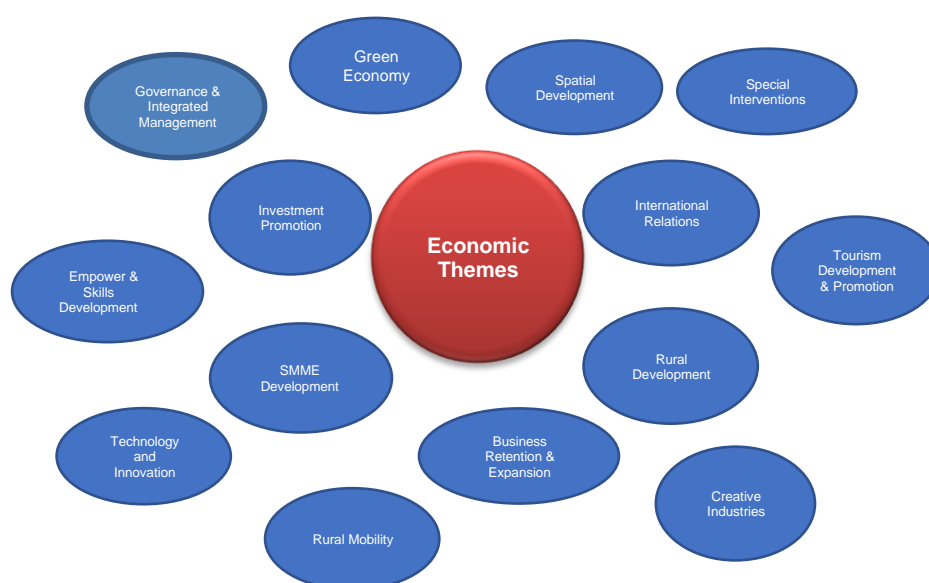 Green
Economy
Governance &
Integrated
Management
Spatial
Development
Special
Interventions
Investment
Promotion
International
Relations
Economic
Themes
Tourism
Development
& Promotion
Empower &
Skills
Development
SMME
Development
Rural
Development
Technology
and
Innovation
Business
Retention &
Expansion
Creative
Industries
Rural Mobility